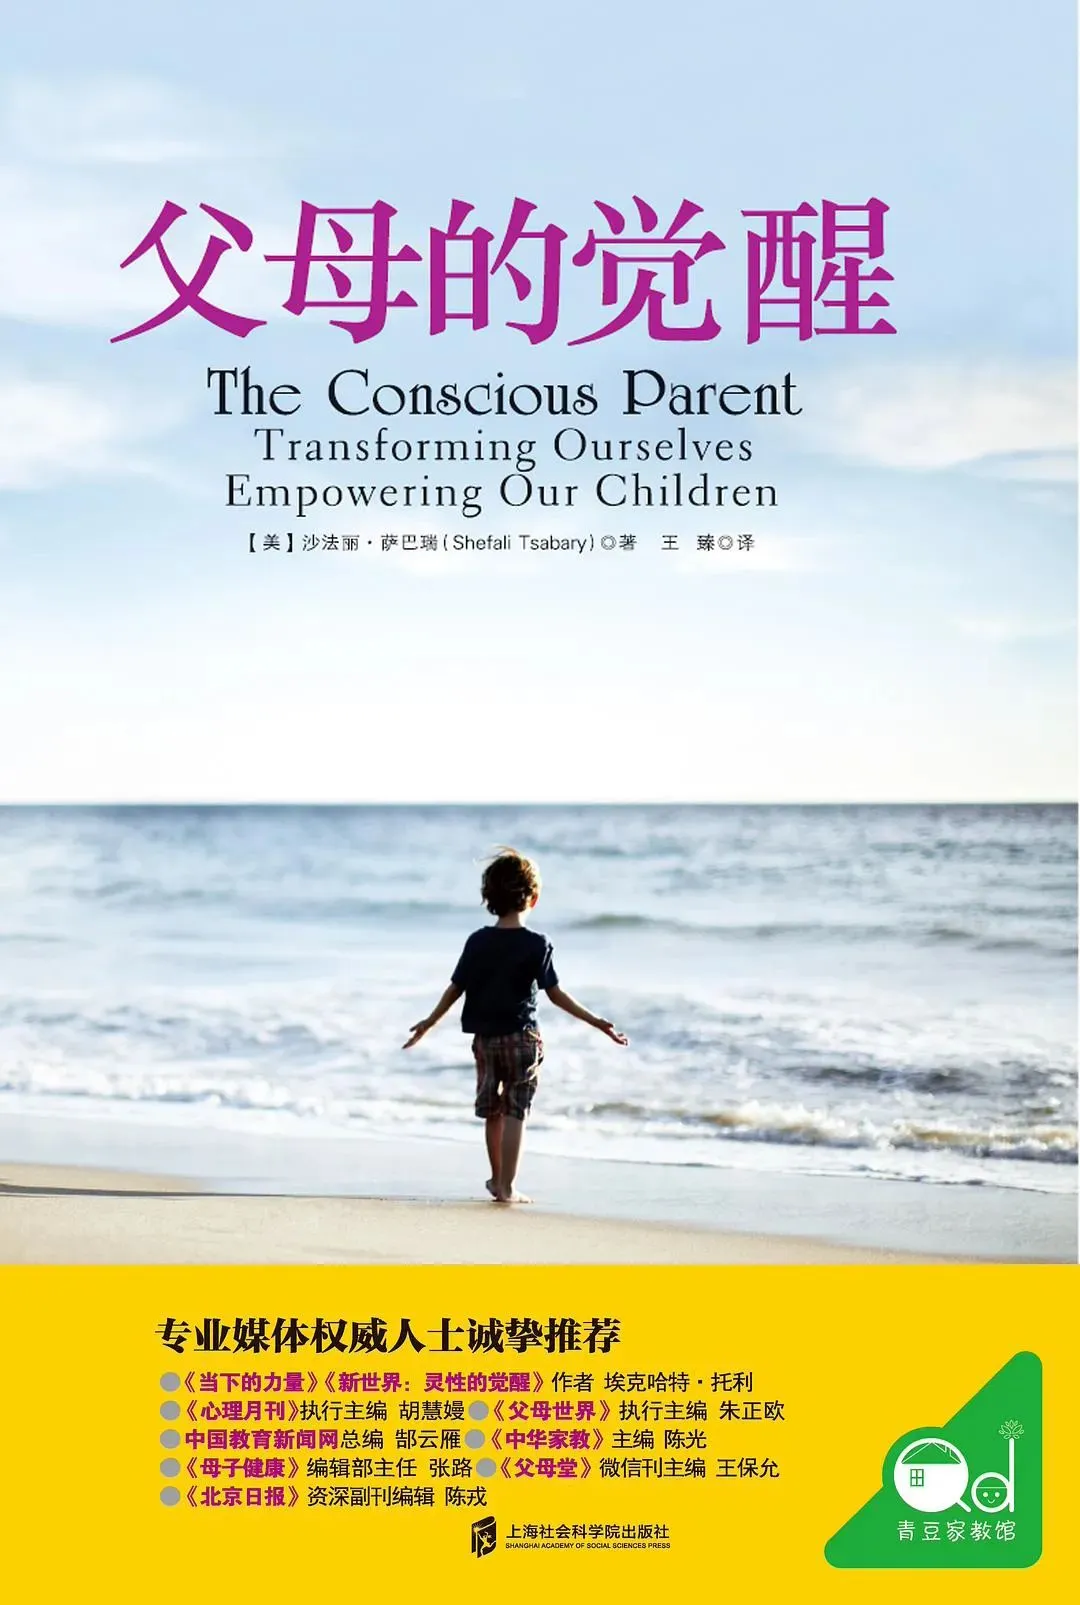 父母的觉醒
The Conscious Parent
Transforming Ourselves
Empowering Our Children
【美】沙法丽·萨巴瑞(Shefali Tsabary)◎著 王 臻◎译
专业媒体权威人士诚挚推荐
●《当下的力量》《新世界：灵性的觉醒》作者 埃克哈特·托利
●《心理月刊》执行主编 胡慧嫚●《父母世界》执行主编 朱正欧
●中国教育新闻网总编 郜云雁●《中华家教》主编 陈光
●《母子健康》编辑部主任 张路●《父母堂》微信刊主编 王保允
●《北京日报》资深副刊编辑 陈戎
上海社会科学院出版社
SHANGHAI ACADEMY OF SOCIAL SCIENCES PRESS
Qd
青豆家教馆